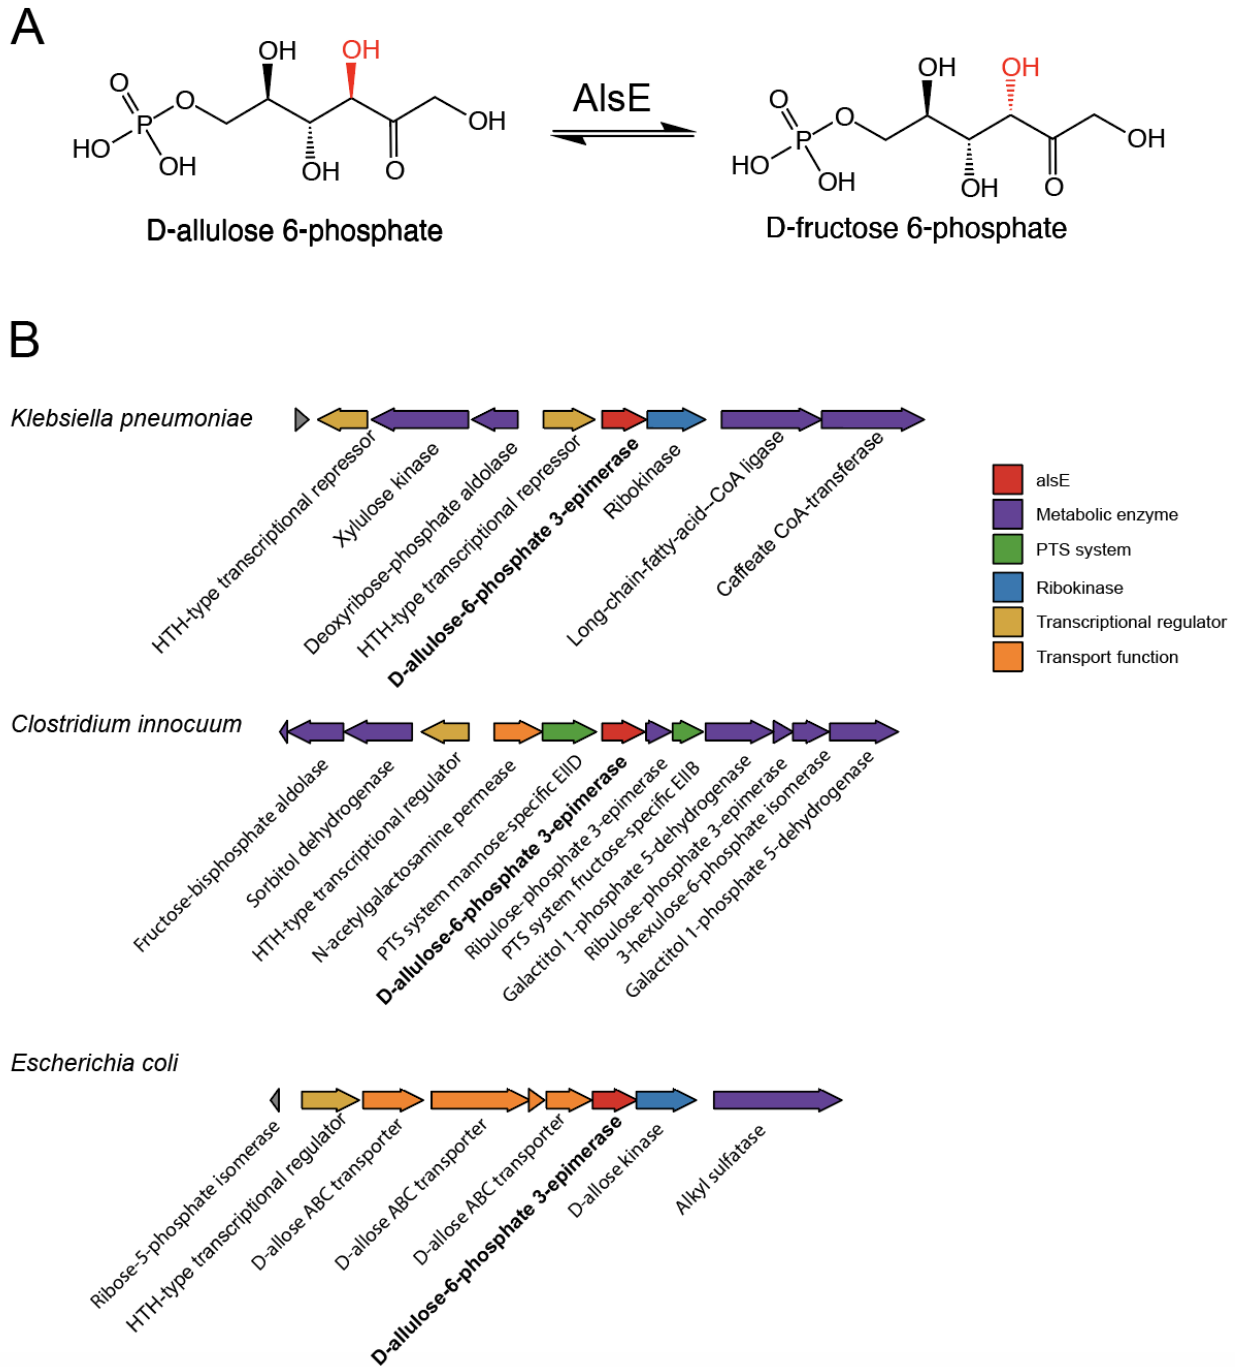 A
OH
OH
O
O
P
HO
OH
OH
O
OH
AlsE
OH
OH
O
O
P
HO
OH
OH
O
OH
D-allulose 6-phosphate
D-fructose 6-phosphate
B
Klebsiella pneumoniae
HTH-type transcriptional repressor
Xylulose kinase
Deoxyribose-phosphate aldolase
HTH-type transcriptional repressor
D-allulose-6-phosphate 3-epimerase
Ribokinase
Long-chain-fatty-acid--CoA ligase
Caffeate CoA-transferase
alsE
Metabolic enzyme
PTS system
Ribokinase
Transcriptional regulator
Transport function
Clostridium innocuum
Fructose-bisphosphate aldolase
Sorbitol dehydrogenase
HTH-type transcriptional regulator
N-acetylgalactosamine permease
PTS system mannose-specific EIID
D-allulose-6-phosphate 3-epimerase
Ribulose-phosphate 3-epimerase
PTS system fructose-specific EIIB
Galactitol 1-phosphate 5-dehydrogenase
Ribulose-phosphate 3-epimerase
3-hexulose-6-phosphate isomerase
Galactitol 1-phosphate 5-dehydrogenase
Escherichia coli
Ribose-5-phosphate isomerase
HTH-type transcriptional regulator
D-allose ABC transporter
D-allose ABC transporter
D-allose ABC transporter
D-allulose-6-phosphate 3-epimerase
D-allose kinase
Alkyl sulfatase